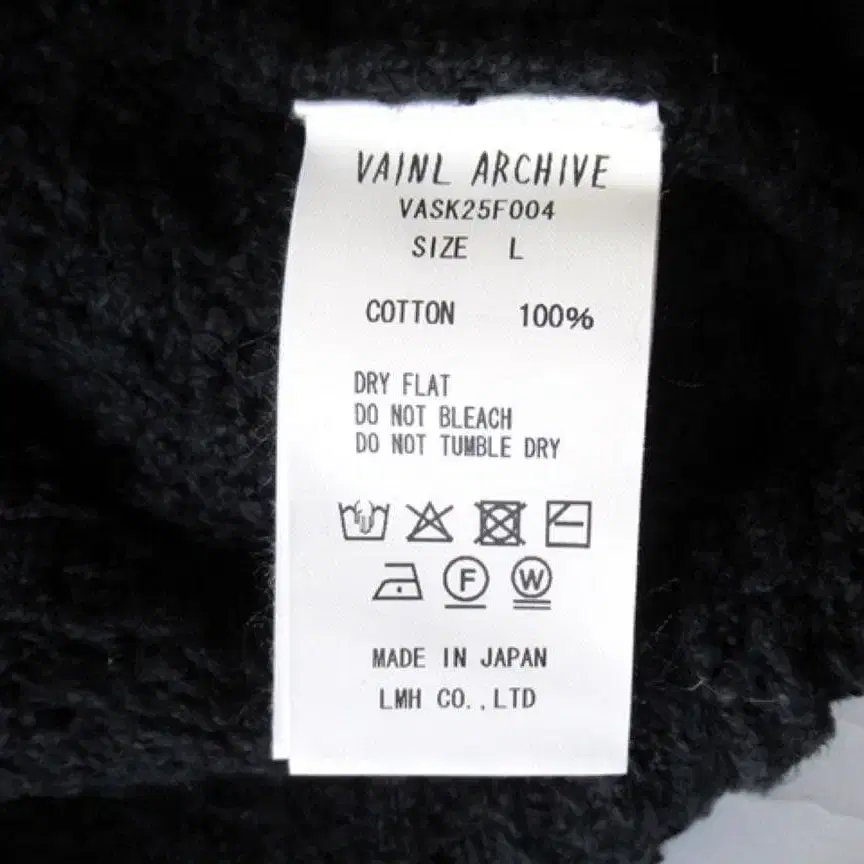 VAINL ARCHIVE
VASK25F004
SIZE L
COTTON 100%
DRY FLAT
DO NOT BLEACH
DO NOT TUMBLE DRY
F W
MADE IN JAPAN
LMH CO.,LTD